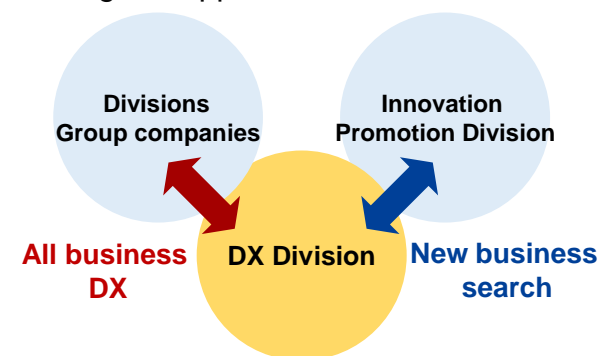 Divisions
Group companies
Innovation
Promotion Division
All business
DX
DX Division
New business
search